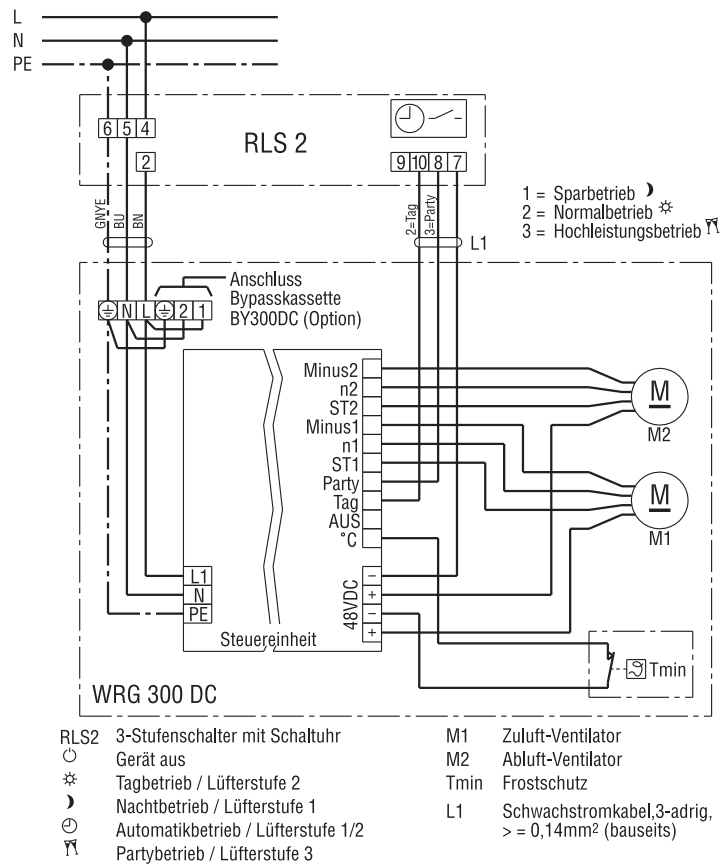 L
N
PE
6 5 4
2
RLS 2
9 10 8 7
GNYE
BU
BN
2=Tag
3=Party
L1
1 = Sparbetrieb
2 = Normalbetrieb
3 = Hochleistungsbetrieb
Anschluss
Bypasskassette
BY300DC (Option)
N L 2 1
Minus2
n2
ST2
Minus1
n1
ST1
Party
Tag
AUS
°C
M
M2
M
M1
L1
N
PE
48VDC
–
+
–
+
Steuereinheit
Tmin
WRG 300 DC
RLS2 3-Stufenschalter mit Schaltuhr
Gerät aus
Tagbetrieb / Lüfterstufe 2
Nachtbetrieb / Lüfterstufe 1
Automatikbetrieb / Lüfterstufe 1/2
Partybetrieb / Lüfterstufe 3
M1 Zuluft-Ventilator
M2 Abluft-Ventilator
Tmin Frostschutz
L1 Schwachstromkabel,3-adrig,
> = 0,14mm² (bauseits)